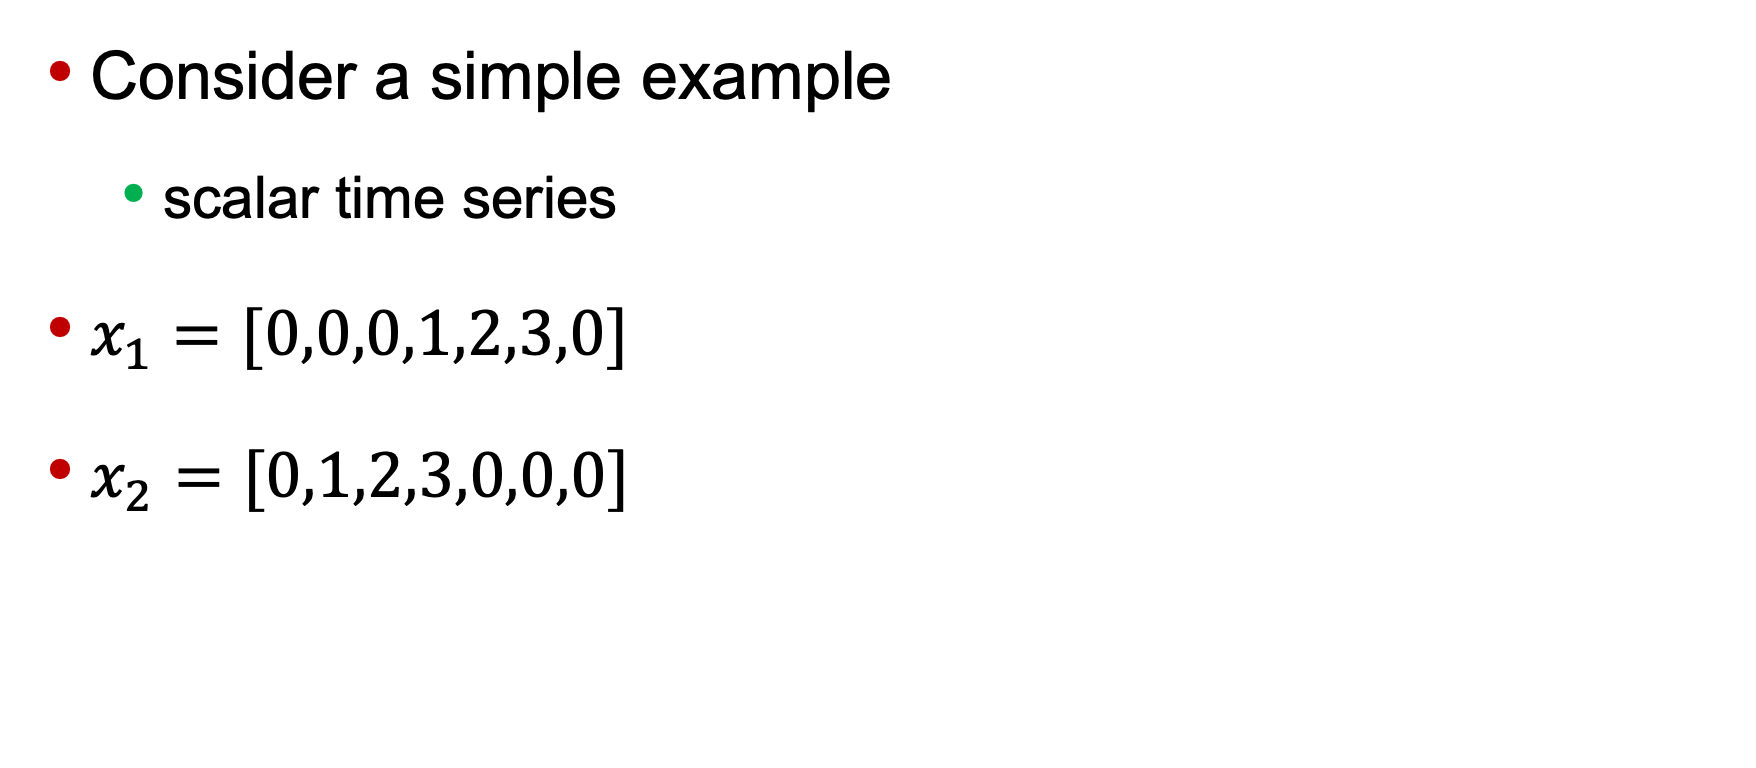 • Consider a simple example
• scalar time series
• x₁ = [0,0,0,1,2,3,0]
• x₂ = [0,1,2,3,0,0,0]